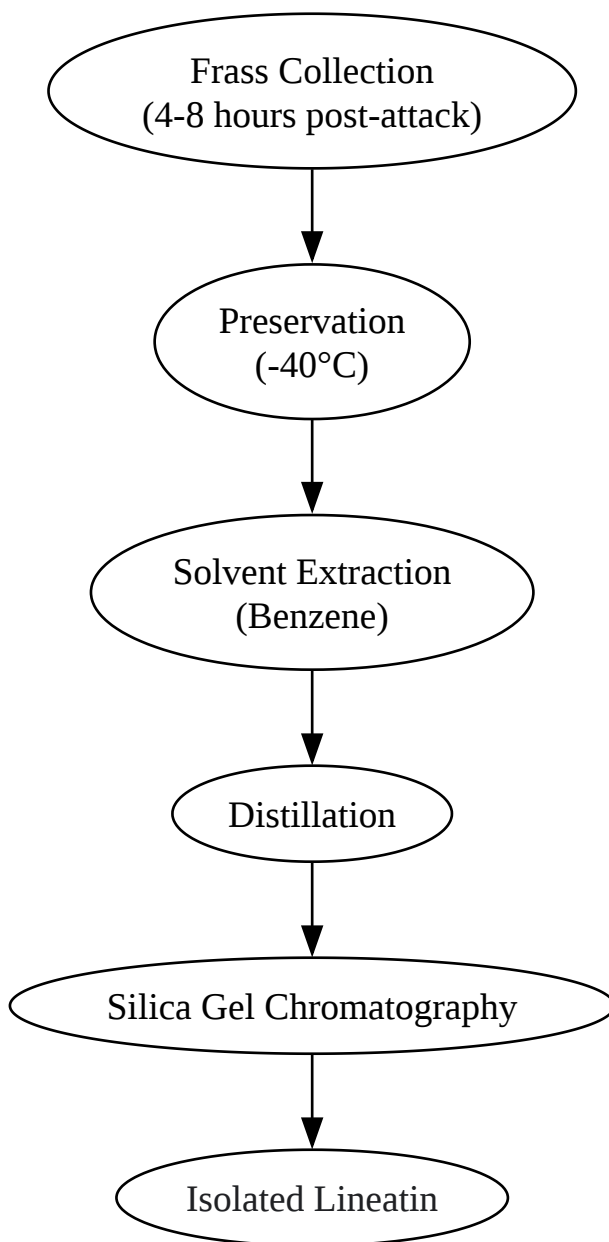 Frass Collection
(4-8 hours post-attack)
Preservation
(-40°C)
Solvent Extraction
(Benzene)
Distillation
Silica Gel Chromatography
Isolated Lineatin